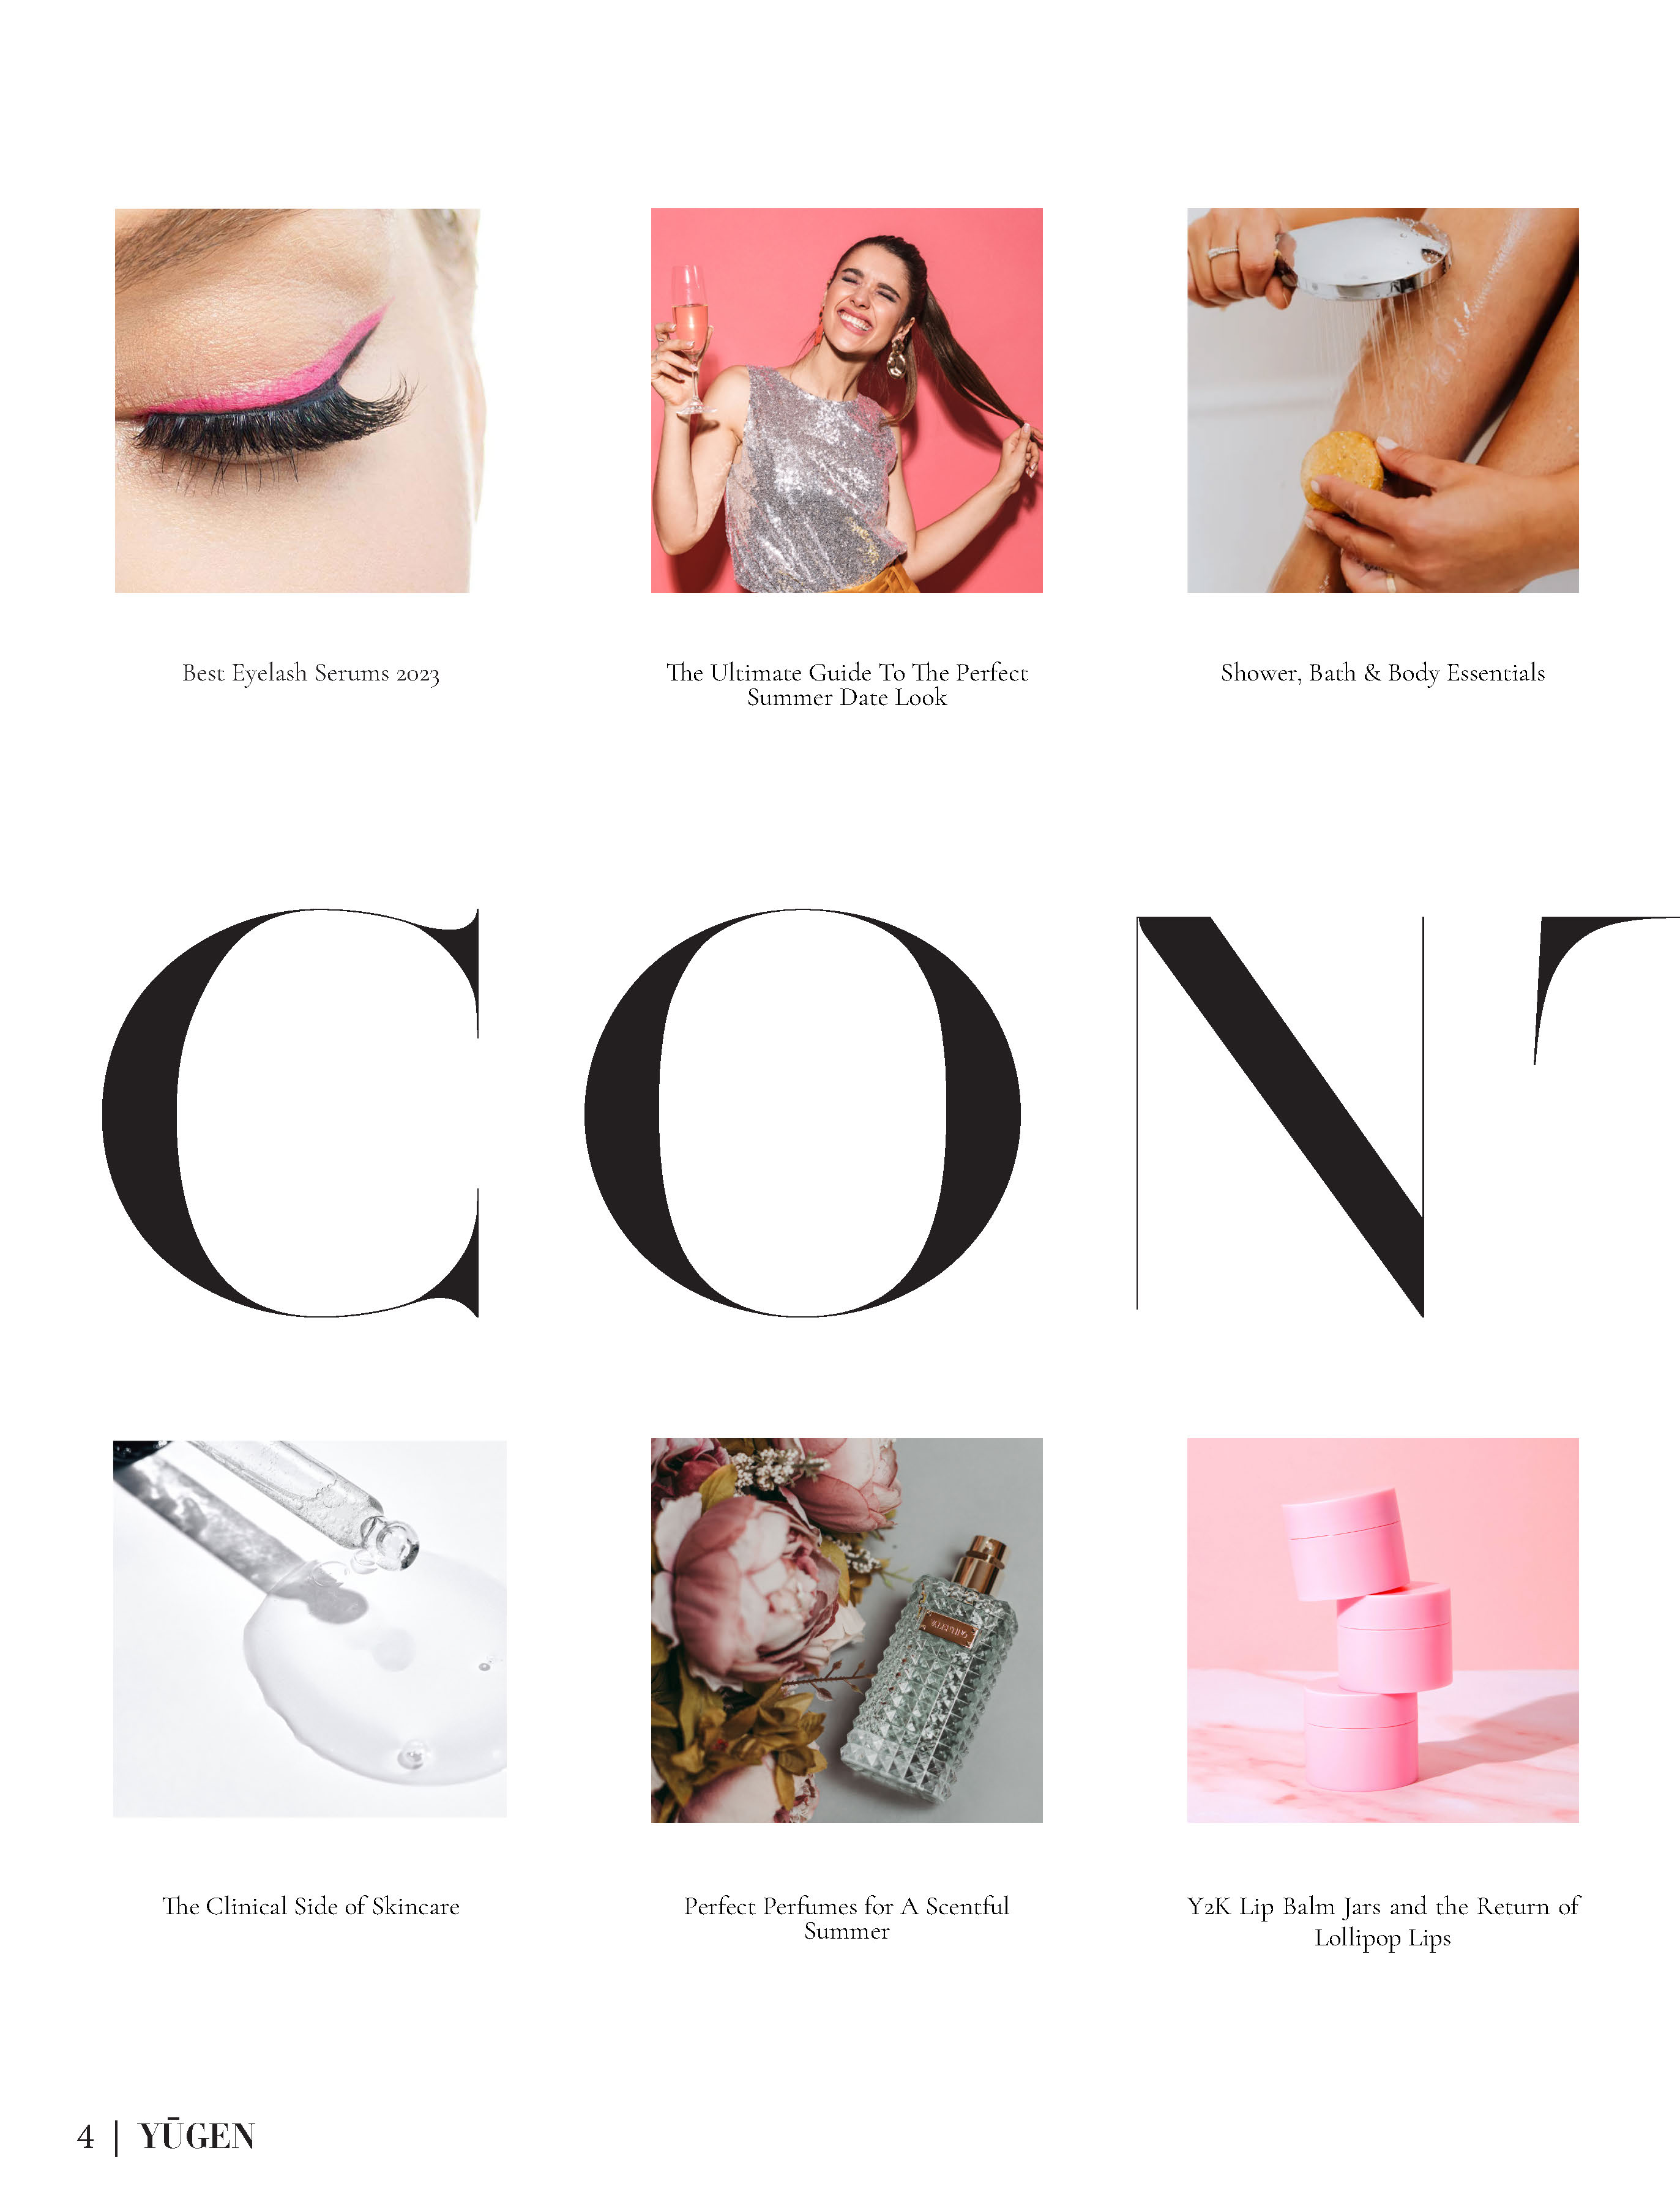 Best Eyelash Serums 2023
The Ultimate Guide To The Perfect
Summer Date Look
Shower, Bath & Body Essentials
CONT
The Clinical Side of Skincare
Perfect Perfumes for A Scentful
Summer
Y2K Lip Balm Jars and the Return of
Lollipop Lips
4 | YŪGEN